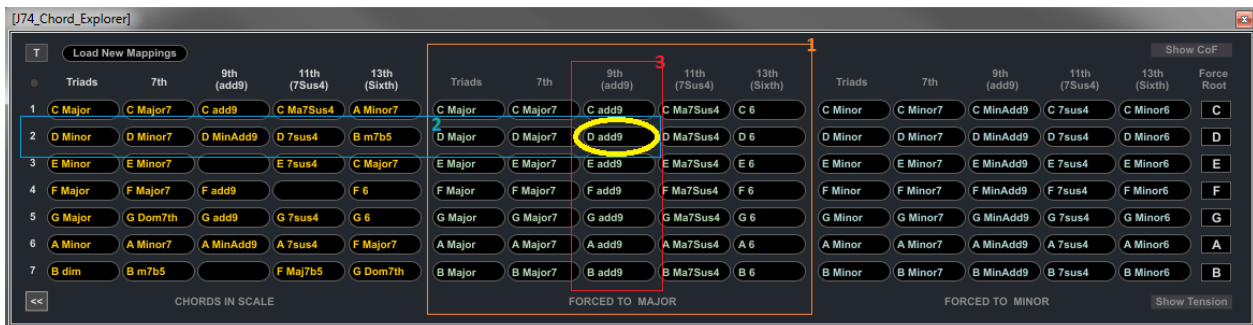 [J74_Chord_Explorer]
T Load New Mappings 1 Show CoF
Triads 7th 9th (add9) 11th (7Sus4) 13th (Sixth) Triads 7th 9th (add9) 3 11th (7Sus4) 13th (Sixth) Triads 7th 9th (add9) 11th (7Sus4) 13th (Sixth) Force Root
1 C Major C Major7 C add9 C Ma7Sus4 A Minor7 C Major C Major7 C add9 C Ma7Sus4 C 6 C Minor C Minor7 C MinAdd9 C 7sus4 C Minor6 C
2 D Minor D Minor7 D MinAdd9 D 7sus4 B m7b5 2 D Major D Major7 D add9 D Ma7Sus4 D 6 D Minor D Minor7 D MinAdd9 D 7sus4 D Minor6 D
3 E Minor E Minor7 E 7sus4 C Major7 E Major E Major7 E add9 E Ma7Sus4 E 6 E Minor E Minor7 E MinAdd9 E 7sus4 E Minor6 E
4 F Major F Major7 F add9 F 6 F Major F Major7 F add9 F Ma7Sus4 F 6 F Minor F Minor7 F MinAdd9 F 7sus4 F Minor6 F
5 G Major G Dom7th G add9 G 7sus4 G 6 G Major G Major7 G add9 G Ma7Sus4 G 6 G Minor G Minor7 G MinAdd9 G 7sus4 G Minor6 G
6 A Minor A Minor7 A MinAdd9 A 7sus4 F Major7 A Major A Major7 A add9 A Ma7Sus4 A 6 A Minor A Minor7 A MinAdd9 A 7sus4 A Minor6 A
7 B dim B m7b5 F Maj7b5 G Dom7th B Major B Major7 B add9 B Ma7Sus4 B 6 B Minor B Minor7 B MinAdd9 B 7sus4 B Minor6 B
<< CHORDS IN SCALE FORCED TO MAJOR FORCED TO MINOR Show Tension